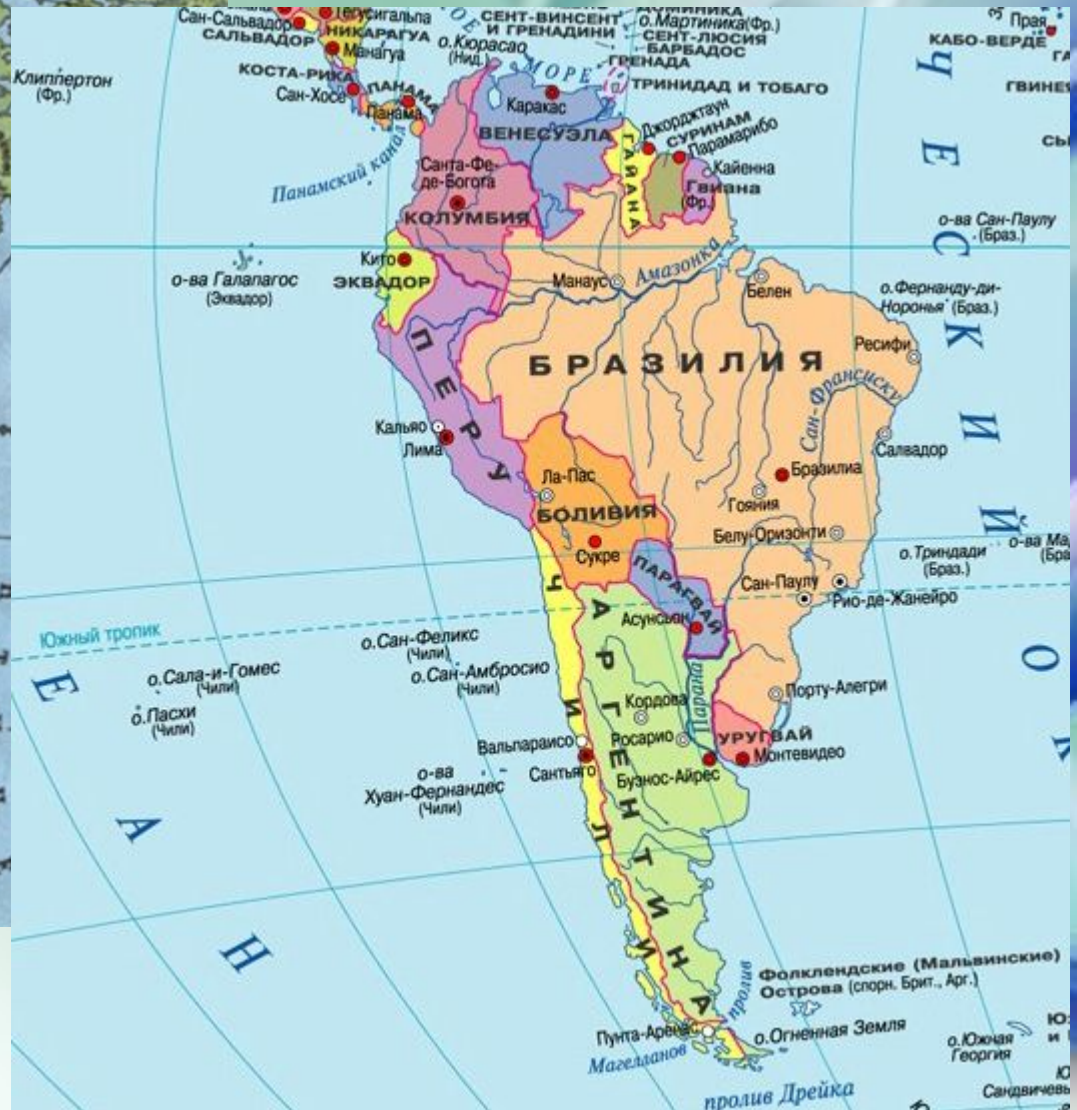 Тегусигальпа
Сан-Сальвадор
САЛЬВАДОР
НИКАРАГУА
Манагуа
КОСТА-РИКА
Сан-Хосе
ПАНАМА
Панама
Панамский канал
Клиппертон
(Фр.)
о.Кюрасао
(Нид.)
МОРЕ
СЕНТ-ВИНСЕНТ
И ГРЕНАДИНИ
ДОМИНИКА
о.Мартиника(Фр.)
СЕНТ-ЛЮСИЯ
БАРБАДОС
ГРЕНАДА
ТРИНИДАД И ТОБАГО
Прая
КАБО-ВЕРДЕ
Каракас
ВЕНЕСУЭЛА
Джорджтаун
СУРИНАМ
Парамарибо
ГАЙАНА
Кайенна
Гвиана
(Фр.)
Санта-Фе-
де-Богота
КОЛУМБИЯ
о-ва Сан-Паулу
(Браз.)
Кито
ЭКВАДОР
о-ва Галапагос
(Эквадор)
Манаус
Амазонка
Белен
о.Фернанду-ди-
Норонья (Браз.)
Ресифи
БРАЗИЛИЯ
ПЕРУ
Сан-Франсиску
Кальяо
Лима
Салвадор
Бразилиа
Ла-Пас
Гояния
БОЛИВИЯ
Сукре
Белу-Оризонти
о.Триндади
(Браз.)
ПАРАГВАЙ
Асунсьон
Сан-Паулу
Рио-де-Жанейро
Южный тропик
о.Сан-Феликс
(Чили)
о.Сан-Амбросио
(Чили)
о.Сала-и-Гомес
(Чили)
о.Пасхи
(Чили)
ЧИЛИ
АРГЕНТИНА
Кордова
Парана
Порту-Алегри
Росарио
УРУГВАЙ
Монтевидео
Вальпараисо
Сантьяго
Буэнос-Айрес
о-ва
Хуан-Фернандес
(Чили)
ЕАН
ЧЕСКИЙ
О
Фолклендские (Мальвинские)
Острова (спорн. Брит., Арг.)
Пунта-Аренас
Магелланов
пролив
о.Огненная Земля
о.Южная
Георгия
пролив Дрейка